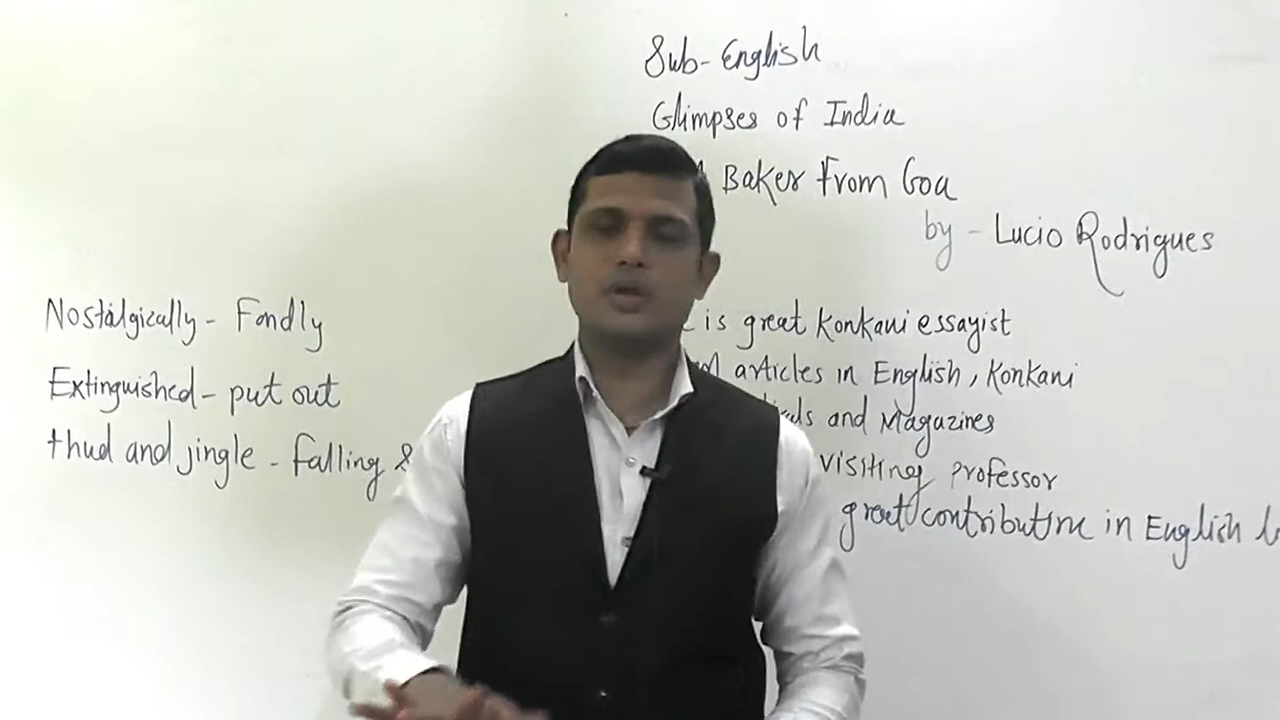 Sub- English
Glimpses of India
Baker From Goa
by - Lucio Rodrigues
Nostalgically - Fondly
Extinguished - put out
thud and jingle - falling &
is great Konkani essayist
articles in English, Konkani
and Magazines
visiting professor
great contribution in English